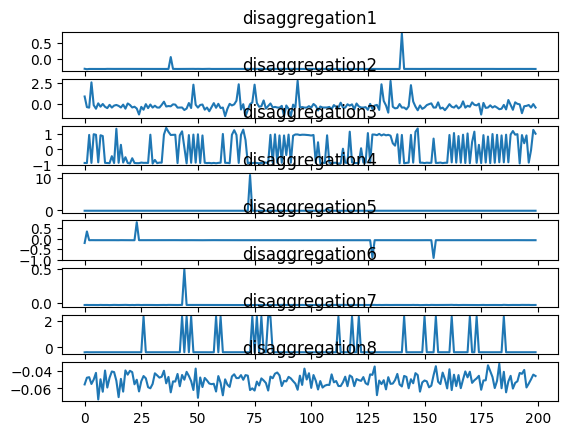 disaggregation1
0.5
0.0
disaggregation2
2.5
0.0
disaggregation3
1
0
−1
disaggregation4
10
0
disaggregation5
0.5
0.0
−0.5
−1.0
disaggregation6
0.5
0.0
disaggregation7
2
0
disaggregation8
−0.04
−0.06
0 25 50 75 100 125 150 175 200